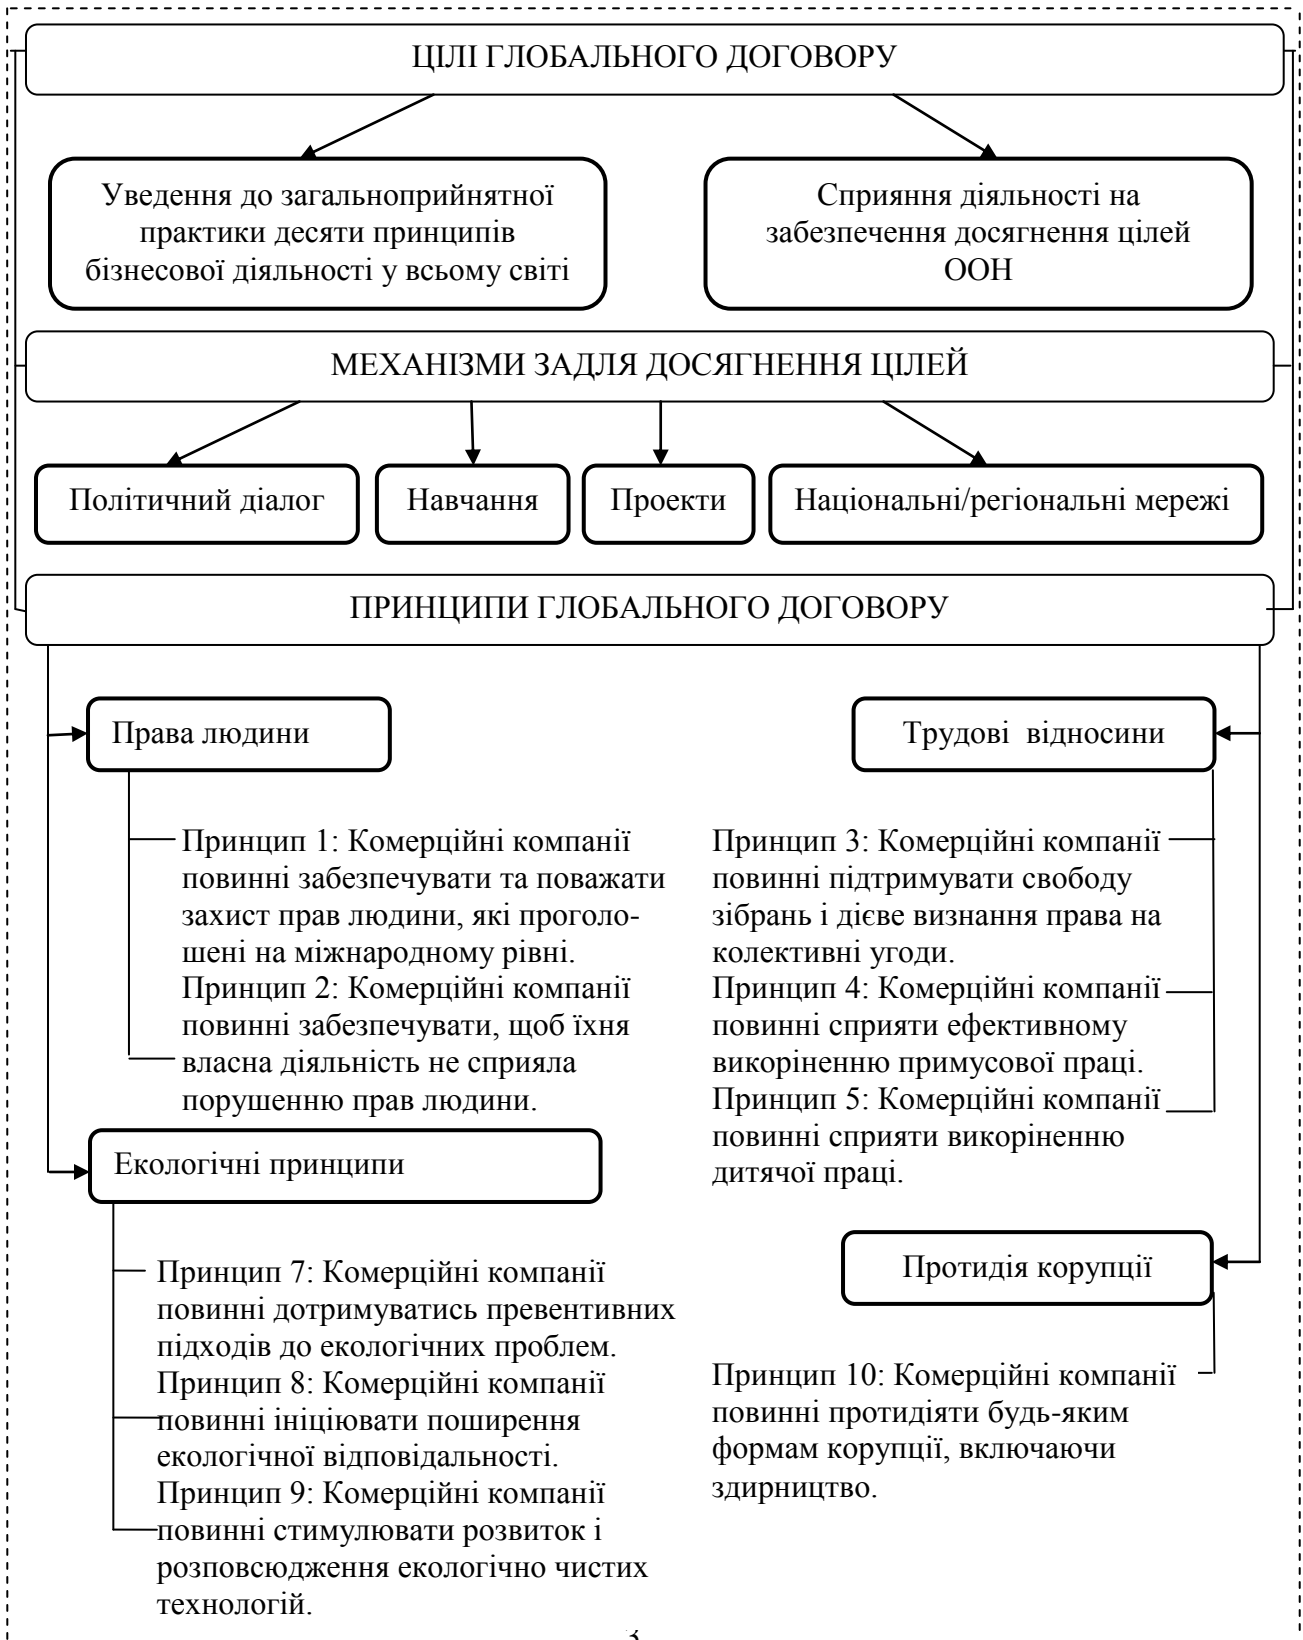 ЦІЛІ ГЛОБАЛЬНОГО ДОГОВОРУ
Уведення до загальноприйнятної
практики десяти принципів
бізнесової діяльності у всьому світі
Сприяння діяльності на
забезпечення досягнення цілей
ООН
МЕХАНІЗМИ ЗАДЛЯ ДОСЯГНЕННЯ ЦІЛЕЙ
Політичний діалог
Навчання
Проекти
Національні/регіональні мережі
ПРИНЦИПИ ГЛОБАЛЬНОГО ДОГОВОРУ
Права людини
Принцип 1: Комерційні компанії
повинні забезпечувати та поважати
захист прав людини, які проголо-
шені на міжнародному рівні.
Принцип 2: Комерційні компанії
повинні забезпечувати, щоб їхня
власна діяльність не сприяла
порушенню прав людини.
Трудові відносини
Принцип 3: Комерційні компанії
повинні підтримувати свободу
зібрань і дієве визнання права на
колективні угоди.
Принцип 4: Комерційні компанії
повинні сприяти ефективному
викоріненню примусової праці.
Принцип 5: Комерційні компанії
повинні сприяти викоріненню
дитячої праці.
Екологічні принципи
Принцип 7: Комерційні компанії
повинні дотримуватись превентивних
підходів до екологічних проблем.
Принцип 8: Комерційні компанії
повинні ініціювати поширення
екологічної відповідальності.
Принцип 9: Комерційні компанії
повинні стимулювати розвиток і
розповсюдження екологічно чистих
технологій.
Протидія корупції
Принцип 10: Комерційні компанії
повинні протидіяти будь-яким
формам корупції, включаючи
здирництво.